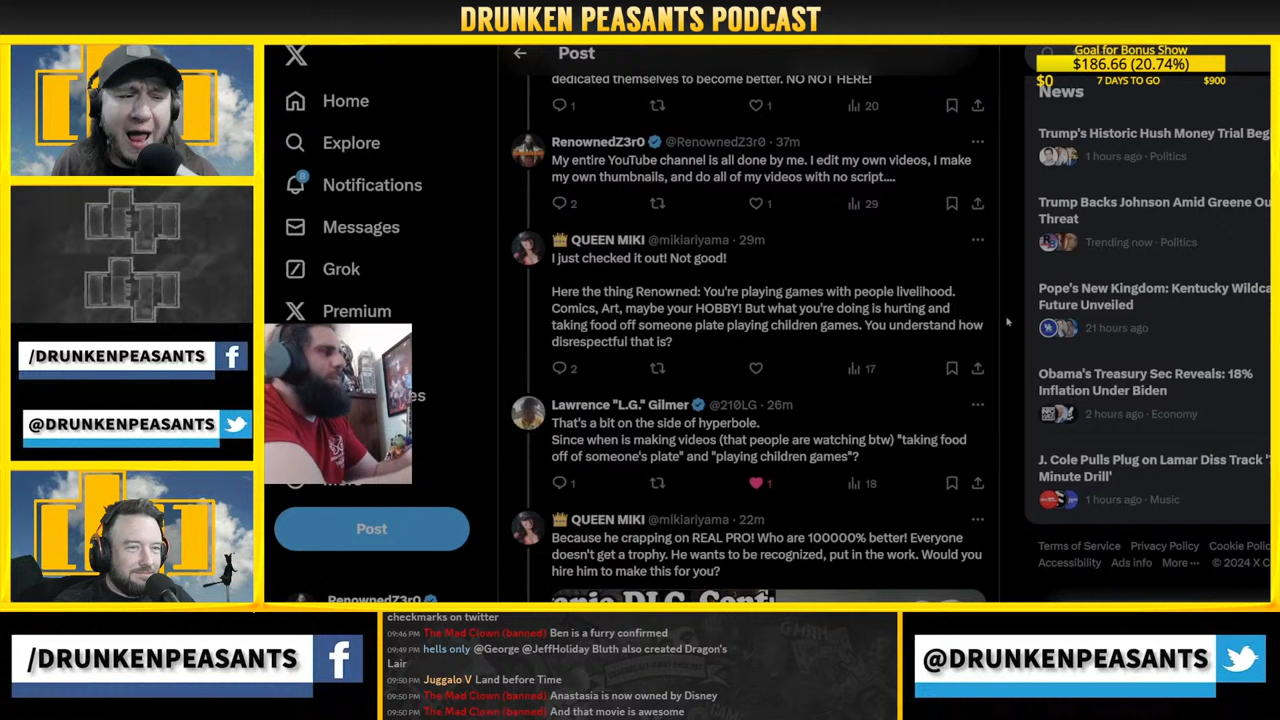 DRUNKEN PEASANTS PODCAST
Post
Goal for Bonus Show
$186.66 (20.74%)
$0
7 DAYS TO GO
$900
Home
Explore
8
Notifications
Messages
Grok
Premium
Post
RenownedZ3r0
dedicated themselves to become better. NO NOT HERE!
1
1
20
RenownedZ3r0 @RenownedZ3r0 · 37m
My entire YouTube channel is all done by me. I edit my own videos, I make
my own thumbnails, and do all of my videos with no script....
2
1
29
QUEEN MIKI @mikiariyama · 29m
I just checked it out! Not good!
Here the thing Renowned: You're playing games with people livelihood.
Comics, Art, maybe your HOBBY! But what you're doing is hurting and
taking food off someone plate playing children games. You understand how
disrespectful that is?
2
17
Lawrence "L.G." Gilmer @210LG · 26m
That's a bit on the side of hyperbole.
Since when is making videos (that people are watching btw) "taking food
off of someone's plate" and "playing children games"?
1
1
18
QUEEN MIKI @mikiariyama · 22m
Because he crapping on REAL PRO! Who are 100000% better! Everyone
doesn't get a trophy. He wants to be recognized, put in the work. Would you
hire him to make this for you?
News
Trump's Historic Hush Money Trial Beg
1 hours ago · Politics
Trump Backs Johnson Amid Greene Ou
Threat
Trending now · Politics
Pope's New Kingdom: Kentucky Wildca
Future Unveiled
21 hours ago
Obama's Treasury Sec Reveals: 18%
Inflation Under Biden
2 hours ago · Economy
J. Cole Pulls Plug on Lamar Diss Track '7
Minute Drill'
1 hours ago · Music
Terms of Service Privacy Policy Cookie Polic
Accessibility Ads info More ··· © 2024 X C
/DRUNKENPEASANTS
@DRUNKENPEASANTS
/DRUNKENPEASANTS
checkmarks on twitter
09:46 PM The Mad Clown (banned) Ben is a furry confirmed
09:49 PM hells only @George @JeffHoliday Bluth also created Dragon's
Lair
09:50 PM Juggalo V Land before Time
09:50 PM The Mad Clown (banned) Anastasia is now owned by Disney
09:50 PM The Mad Clown (banned) And that movie is awesome
@DRUNKENPEASANTS